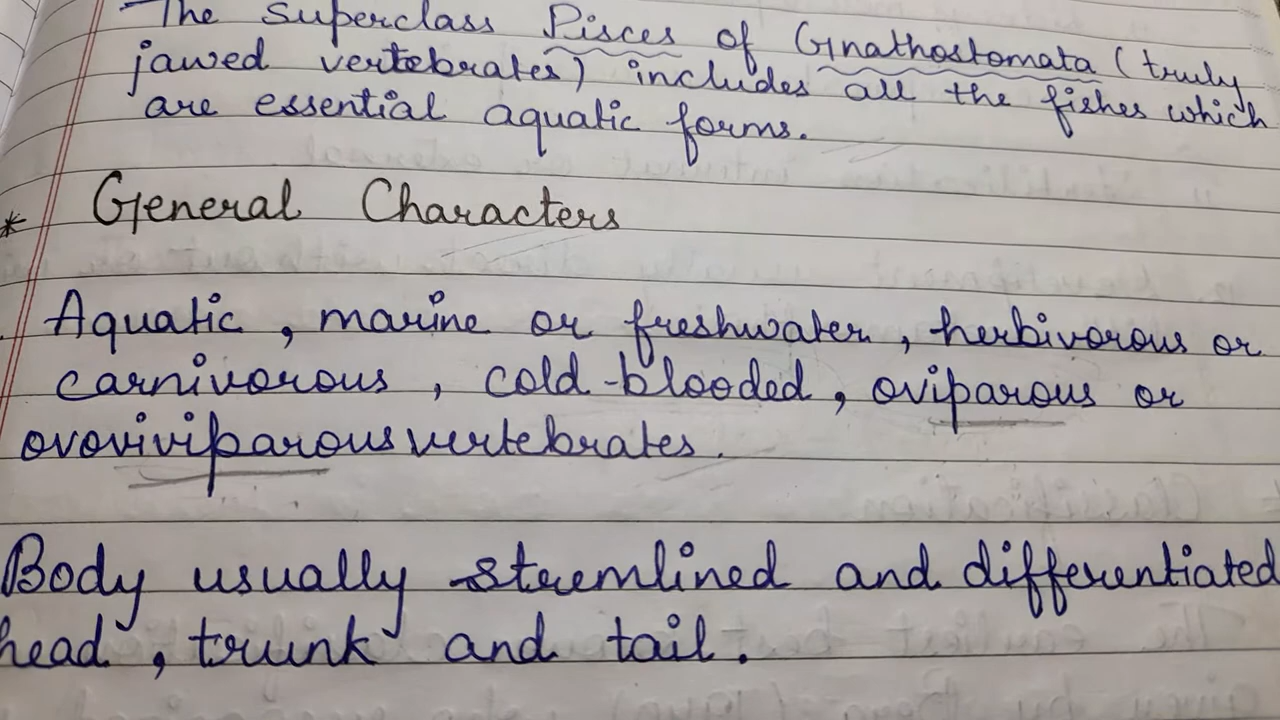 The Superclass Pisces of Gnathostomata (truly
jawed vertebrates) includes all the fishes which
are essential aquatic forms.
* General Characters
Aquatic, marine or freshwater, herbivorous or
carnivorous, cold-blooded, oviparous or
ovoviviparous vertebrates.
Body usually stremlined and differentiated
head, trunk and tail.